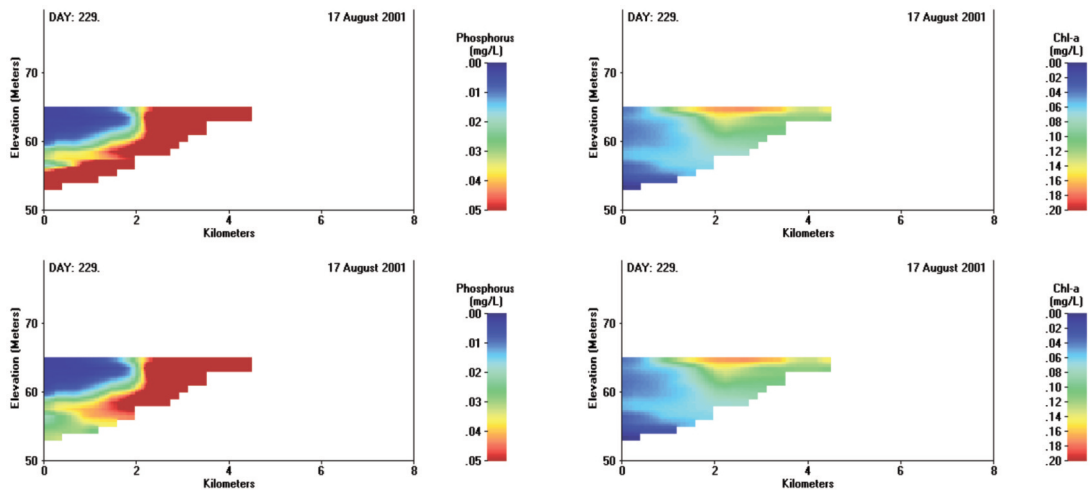 DAY: 229. 17 August 2001
Phosphorus
(mg/L)
.00
.01
.02
.03
.04
.05
Elevation (Meters)
70
60
50
0 2 4 6 8
Kilometers
DAY: 229. 17 August 2001
Chl-a
(mg/L)
.00
.02
.04
.06
.08
.10
.12
.14
.16
.18
.20
Elevation (Meters)
70
60
50
0 2 4 6 8
Kilometers
DAY: 229. 17 August 2001
Phosphorus
(mg/L)
.00
.01
.02
.03
.04
.05
Elevation (Meters)
70
60
50
0 2 4 6 8
Kilometers
DAY: 229. 17 August 2001
Chl-a
(mg/L)
.00
.02
.04
.06
.08
.10
.12
.14
.16
.18
.20
Elevation (Meters)
70
60
50
0 2 4 6 8
Kilometers